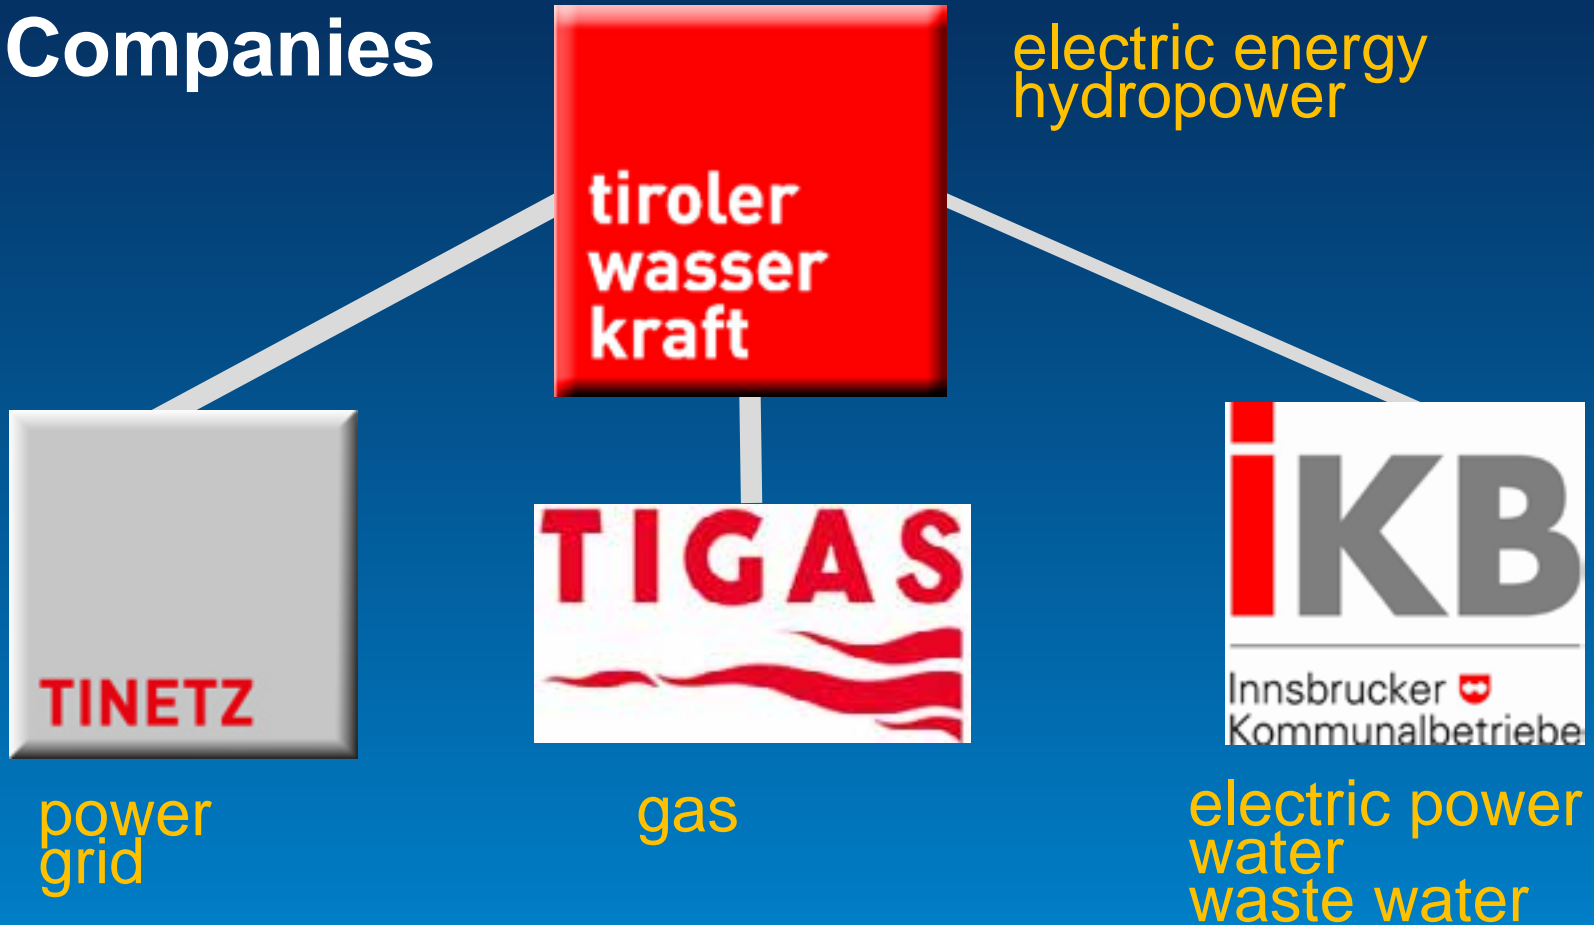 Companies
electric energy
hydropower
tiroler
wasser
kraft
TINETZ
TIGAS
iKB
Innsbrucker
Kommunalbetriebe
power
grid
gas
electric power
water
waste water